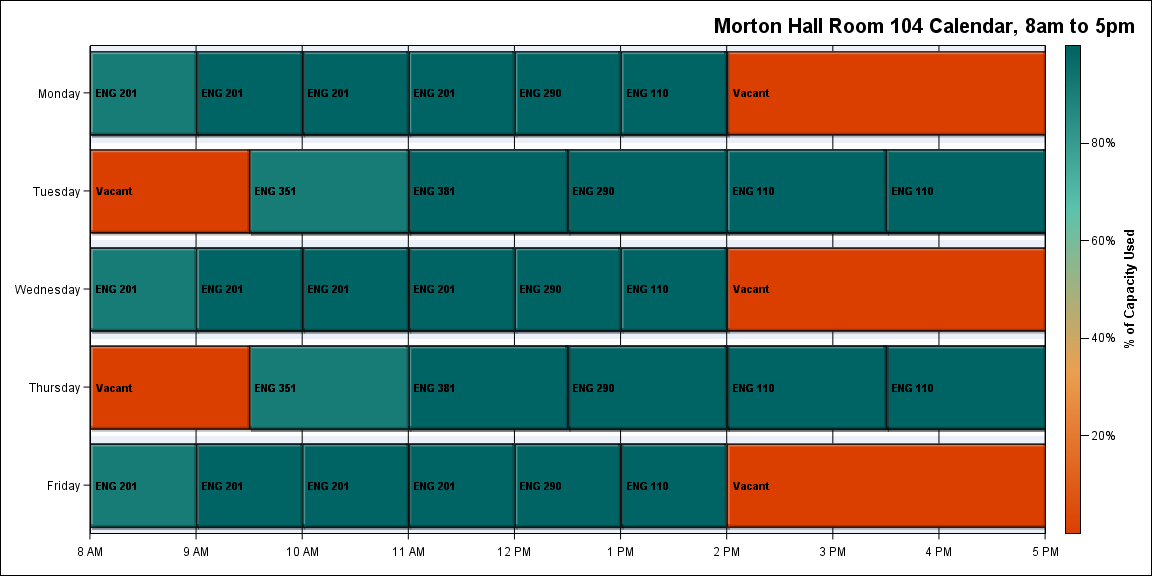 Morton Hall Room 104 Calendar, 8am to 5pm
Monday
ENG 201
ENG 201
ENG 201
ENG 201
ENG 290
ENG 110
Vacant
Tuesday
Vacant
ENG 351
ENG 381
ENG 290
ENG 110
ENG 110
Wednesday
ENG 201
ENG 201
ENG 201
ENG 201
ENG 290
ENG 110
Vacant
Thursday
Vacant
ENG 351
ENG 381
ENG 290
ENG 110
ENG 110
Friday
ENG 201
ENG 201
ENG 201
ENG 201
ENG 290
ENG 110
Vacant
8 AM
9 AM
10 AM
11 AM
12 PM
1 PM
2 PM
3 PM
4 PM
5 PM
80%
60%
40%
20%
% of Capacity Used